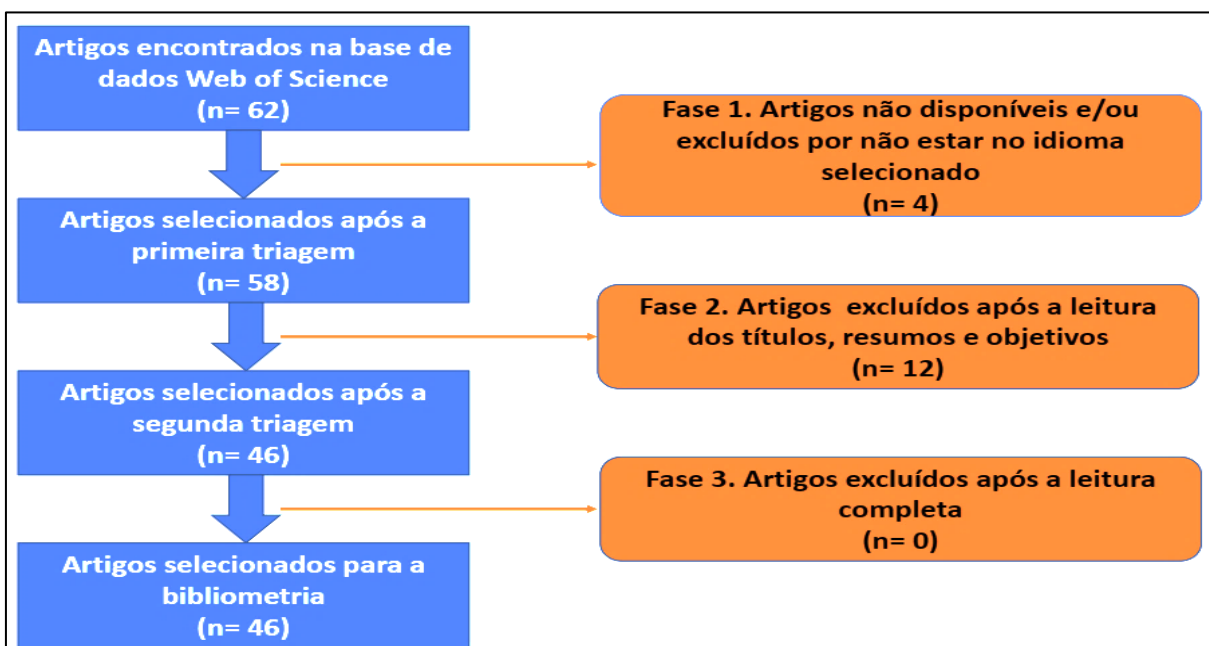 Artigos encontrados na base de
dados Web of Science
(n= 62)
Fase 1. Artigos não disponíveis e/ou
excluídos por não estar no idioma
selecionado
(n= 4)
Artigos selecionados após a
primeira triagem
(n= 58)
Fase 2. Artigos excluídos após a leitura
dos títulos, resumos e objetivos
(n= 12)
Artigos selecionados após a
segunda triagem
(n= 46)
Fase 3. Artigos excluídos após a leitura
completa
(n= 0)
Artigos selecionados para a
bibliometria
(n= 46)